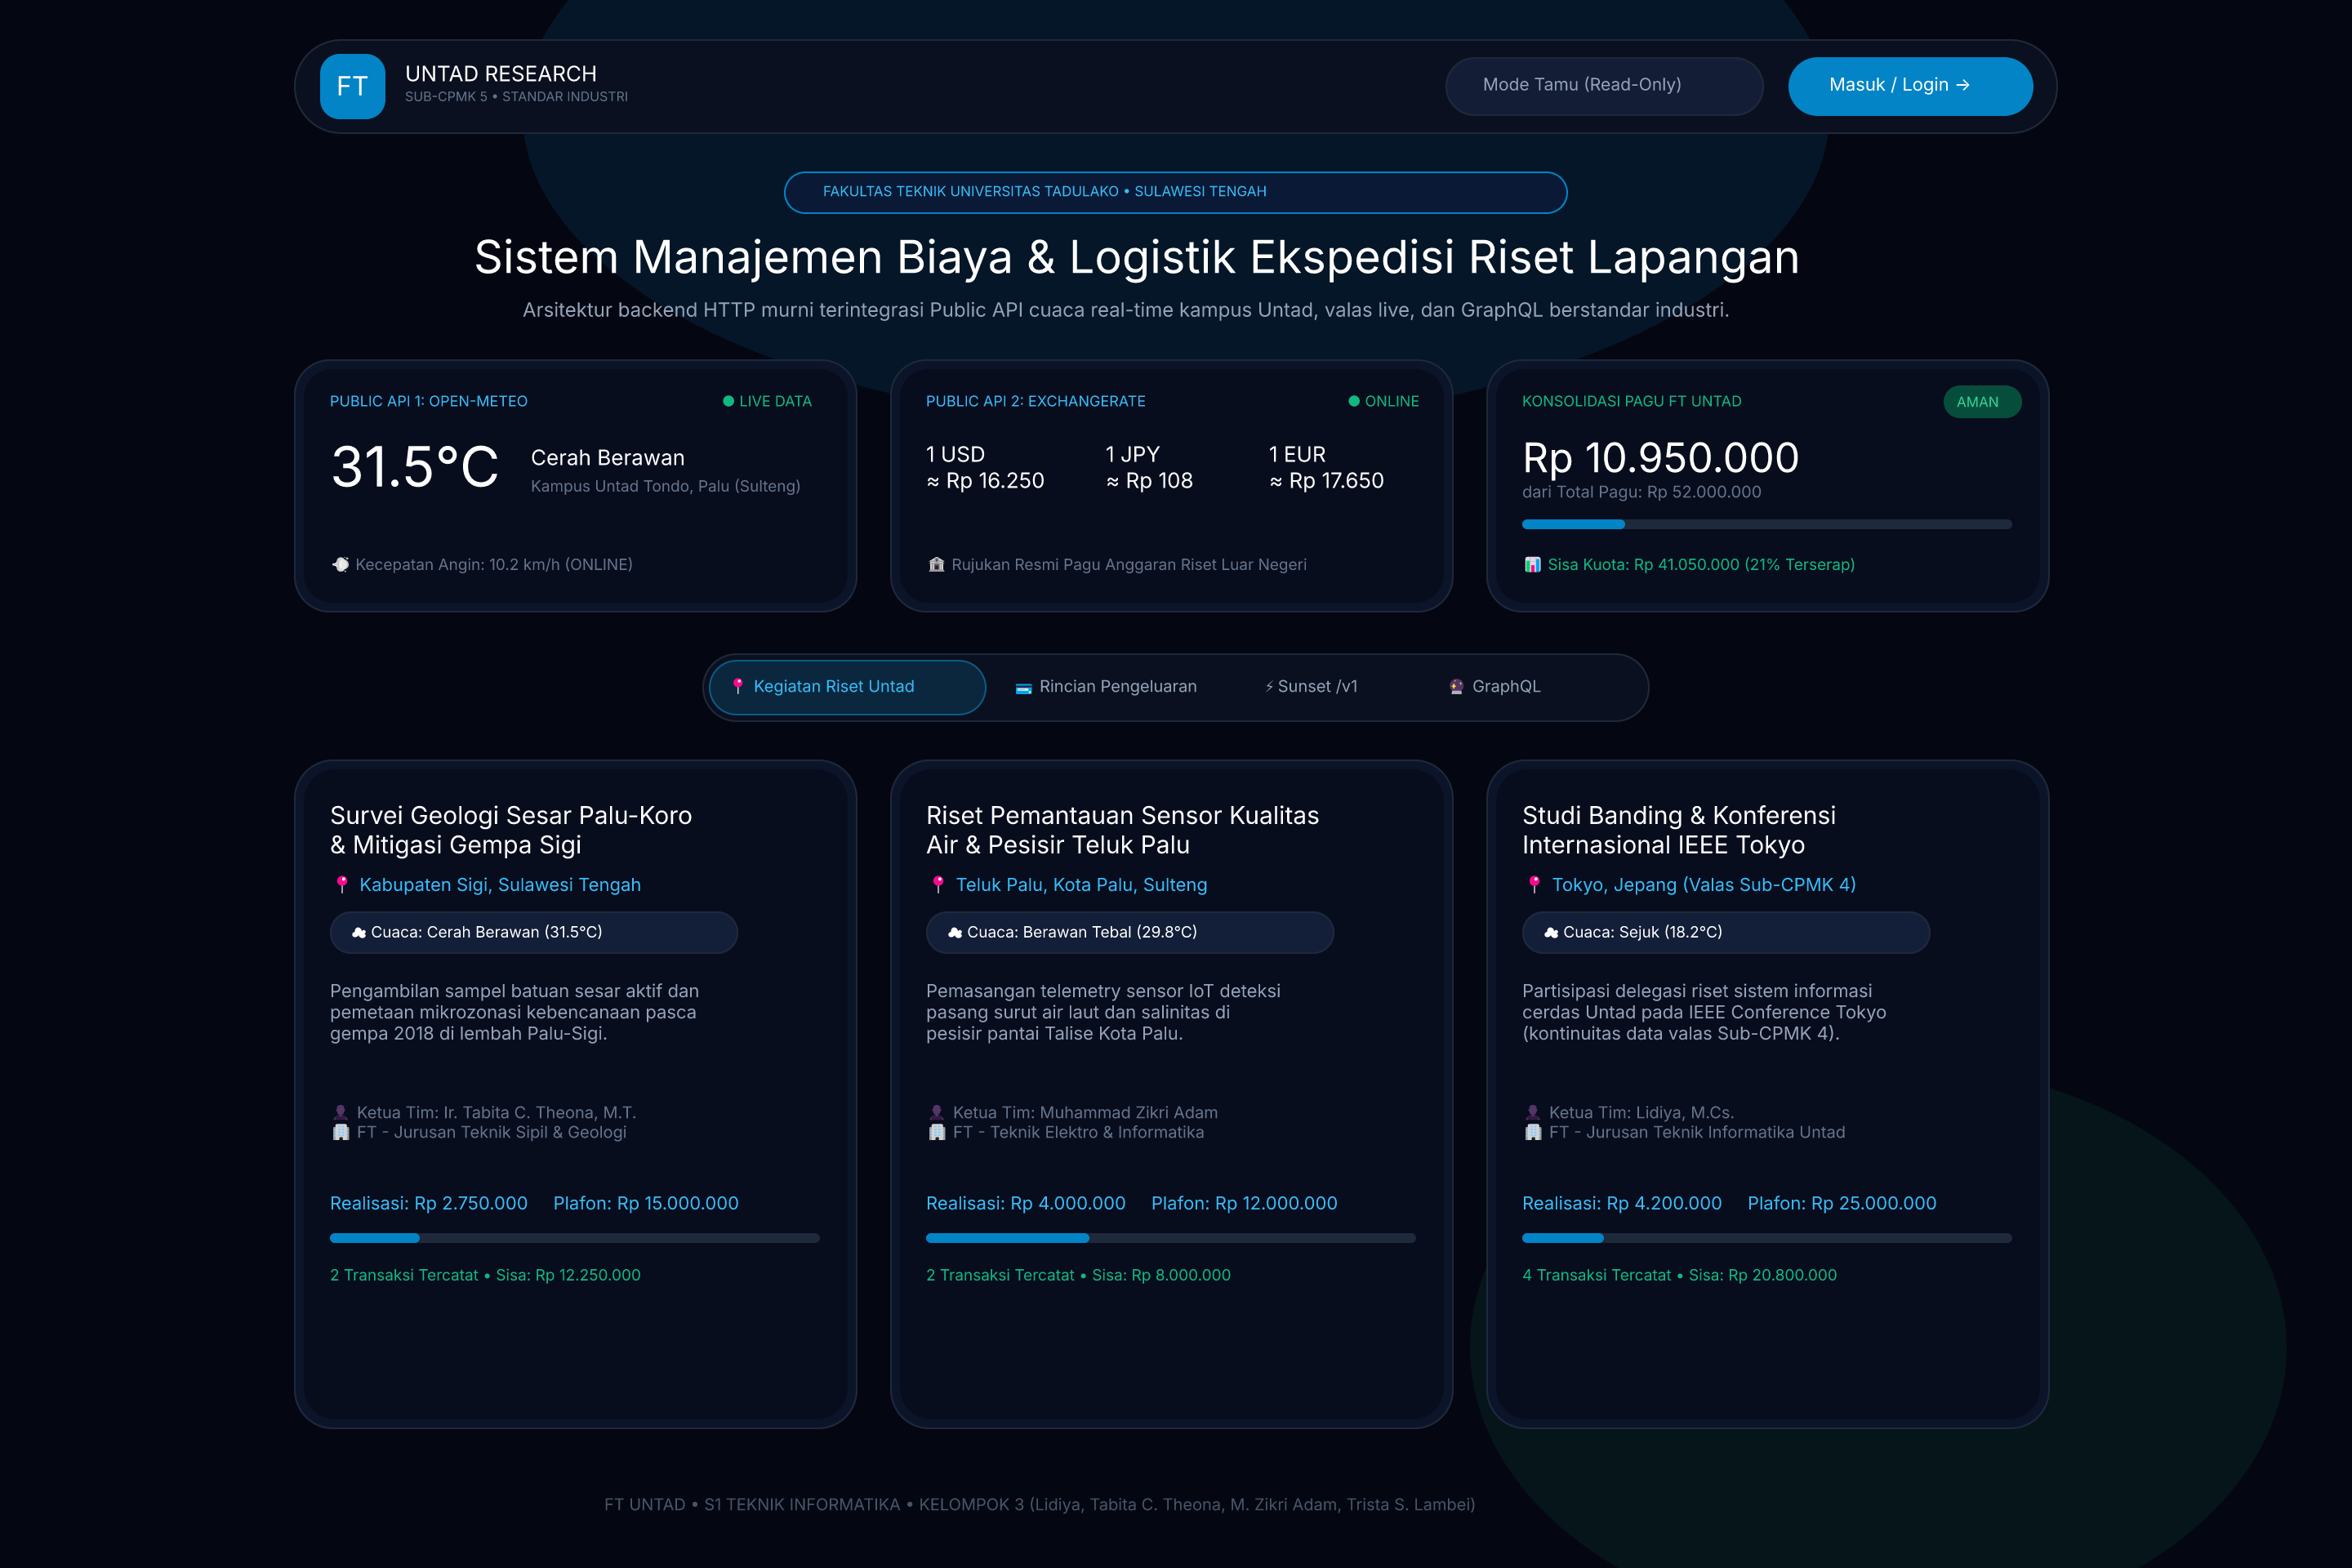 FT
UNTAD RESEARCH
SUB-CPMK 5 • STANDAR INDUSTRI
Mode Tamu (Read-Only)
Masuk / Login →
FAKULTAS TEKNIK UNIVERSITAS TADULAKO • SULAWESI TENGAH
Sistem Manajemen Biaya & Logistik Ekspedisi Riset Lapangan
Arsitektur backend HTTP murni terintegrasi Public API cuaca real-time kampus Untad, valas live, dan GraphQL berstandar industri.
PUBLIC API 1: OPEN-METEO
● LIVE DATA
31.5°C
Cerah Berawan
Kampus Untad Tondo, Palu (Sulteng)
Kecepatan Angin: 10.2 km/h (ONLINE)
PUBLIC API 2: EXCHANGERATE
● ONLINE
1 USD
≈ Rp 16.250
1 JPY
≈ Rp 108
1 EUR
≈ Rp 17.650
Rujukan Resmi Pagu Anggaran Riset Luar Negeri
KONSOLIDASI PAGU FT UNTAD
AMAN
Rp 10.950.000
dari Total Pagu: Rp 52.000.000
Sisa Kuota: Rp 41.050.000 (21% Terserap)
Kegiatan Riset Untad
Rincian Pengeluaran
⚡ Sunset /v1
GraphQL
Survei Geologi Sesar Palu-Koro
& Mitigasi Gempa Sigi
Kabupaten Sigi, Sulawesi Tengah
Cuaca: Cerah Berawan (31.5°C)
Pengambilan sampel batuan sesar aktif dan
pemetaan mikrozonasi kebencanaan pasca
gempa 2018 di lembah Palu-Sigi.
Ketua Tim: Ir. Tabita C. Theona, M.T.
FT - Jurusan Teknik Sipil & Geologi
Realisasi: Rp 2.750.000 Plafon: Rp 15.000.000
2 Transaksi Tercatat • Sisa: Rp 12.250.000
Riset Pemantauan Sensor Kualitas
Air & Pesisir Teluk Palu
Teluk Palu, Kota Palu, Sulteng
Cuaca: Berawan Tebal (29.8°C)
Pemasangan telemetry sensor IoT deteksi
pasang surut air laut dan salinitas di
pesisir pantai Talise Kota Palu.
Ketua Tim: Muhammad Zikri Adam
FT - Teknik Elektro & Informatika
Realisasi: Rp 4.000.000 Plafon: Rp 12.000.000
2 Transaksi Tercatat • Sisa: Rp 8.000.000
Studi Banding & Konferensi
Internasional IEEE Tokyo
Tokyo, Jepang (Valas Sub-CPMK 4)
Cuaca: Sejuk (18.2°C)
Partisipasi delegasi riset sistem informasi
cerdas Untad pada IEEE Conference Tokyo
(kontinuitas data valas Sub-CPMK 4).
Ketua Tim: Lidiya, M.Cs.
FT - Jurusan Teknik Informatika Untad
Realisasi: Rp 4.200.000 Plafon: Rp 25.000.000
4 Transaksi Tercatat • Sisa: Rp 20.800.000
FT UNTAD • S1 TEKNIK INFORMATIKA • KELOMPOK 3 (Lidiya, Tabita C. Theona, M. Zikri Adam, Trista S. Lambei)